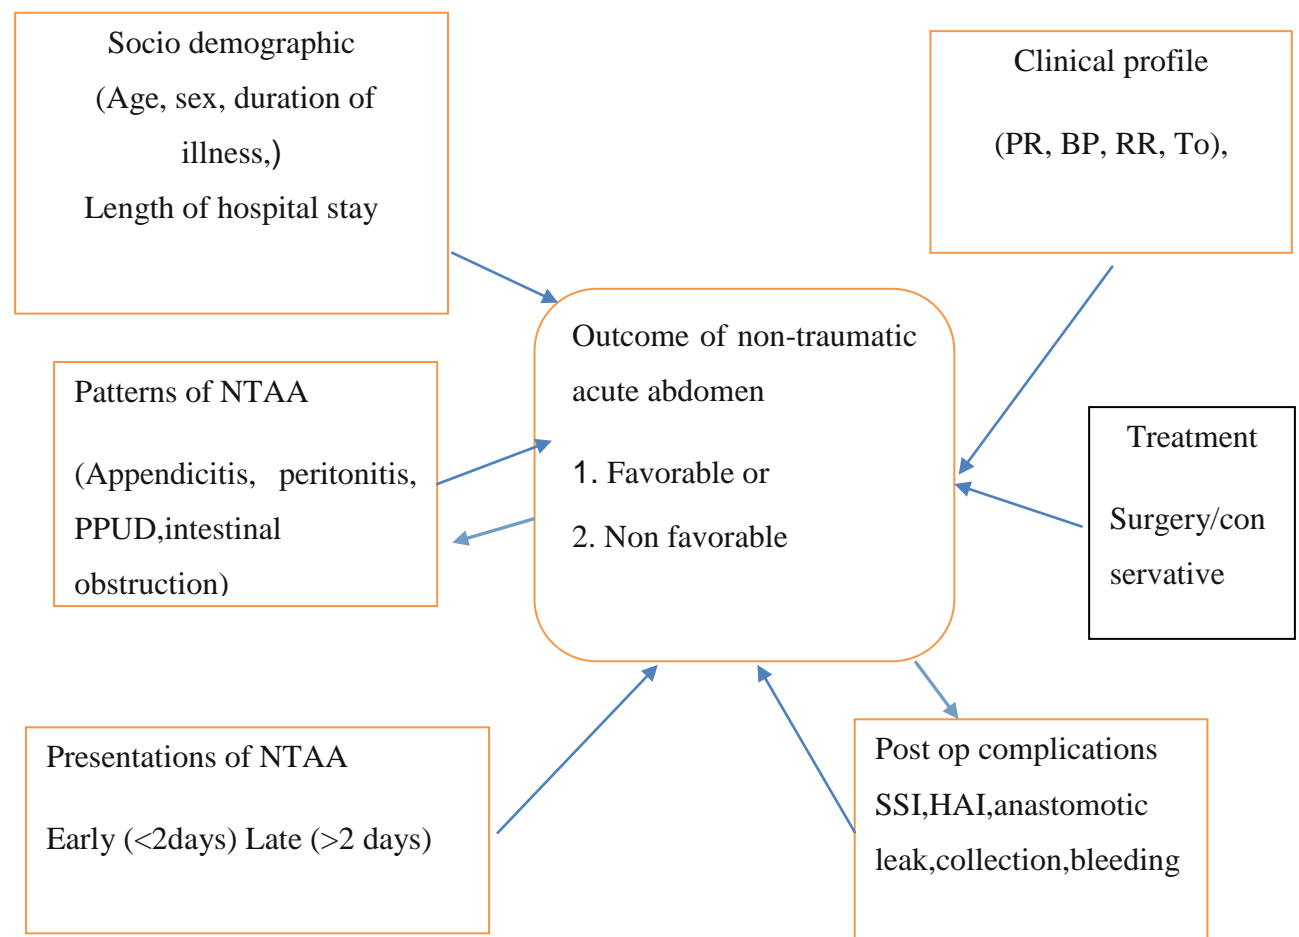 Socio demographic
(Age, sex, duration of
illness,)
Length of hospital stay
Clinical profile
(PR, BP, RR, To),
Outcome of non-traumatic
acute abdomen
1. Favorable or
2. Non favorable
Patterns of NTAA
(Appendicitis, peritonitis,
PPUD,intestinal
obstruction)
Treatment
Surgery/con
servative
Presentations of NTAA
Early (<2days) Late (>2 days)
Post op complications
SSI,HAI,anastomotic
leak,collection,bleeding